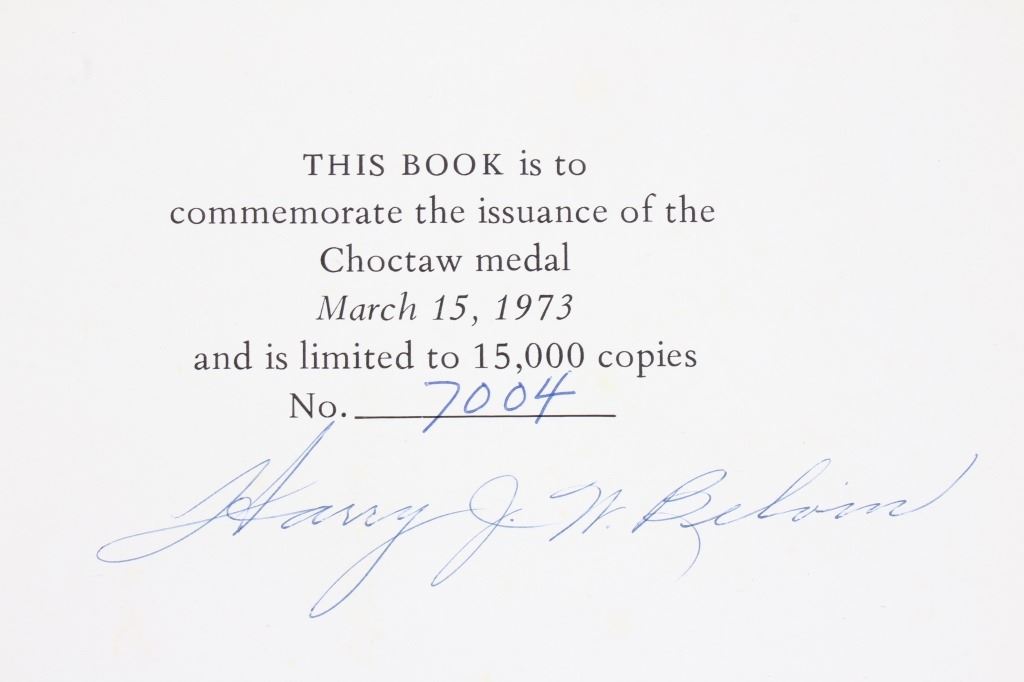 THIS BOOK is to
commemorate the issuance of the
Choctaw medal
March 15, 1973
and is limited to 15,000 copies
No. 7004
Harry J. W. Belvin